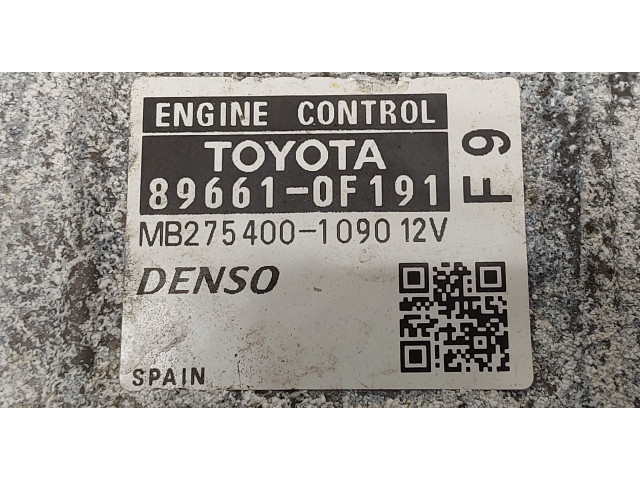 ENGINE CONTROL
TOYOTA
89661-0F191
F9
MB275400-1090 12V
DENSO
SPAIN